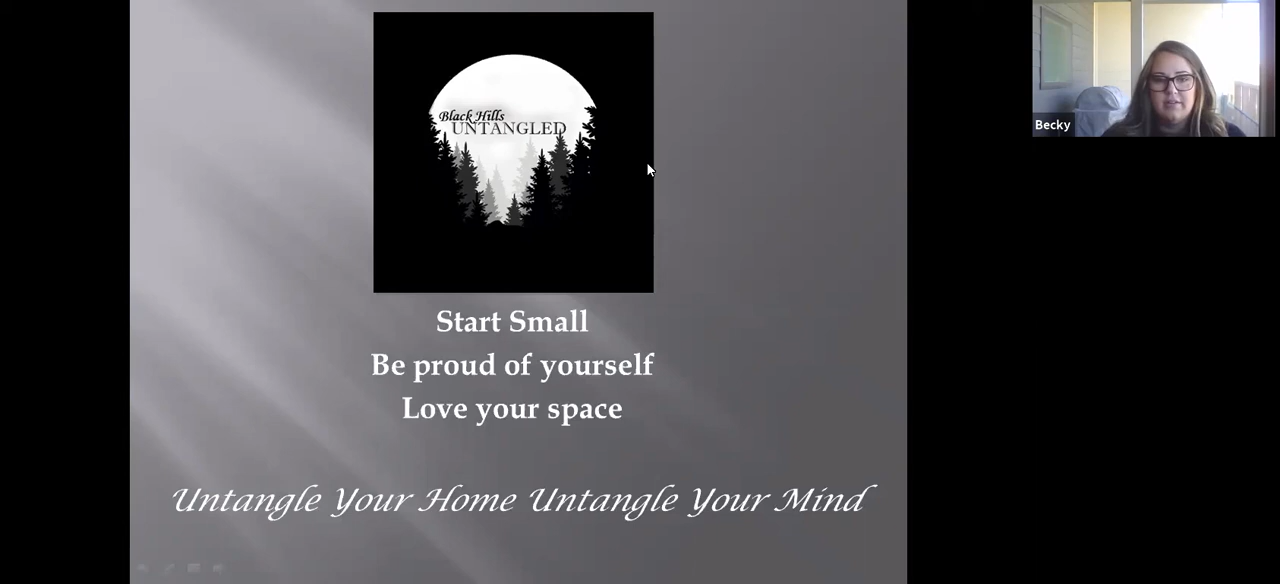 Black Hills
UNTANGLED
Start Small
Be proud of yourself
Love your space
Untangle Your Home Untangle Your Mind
Becky